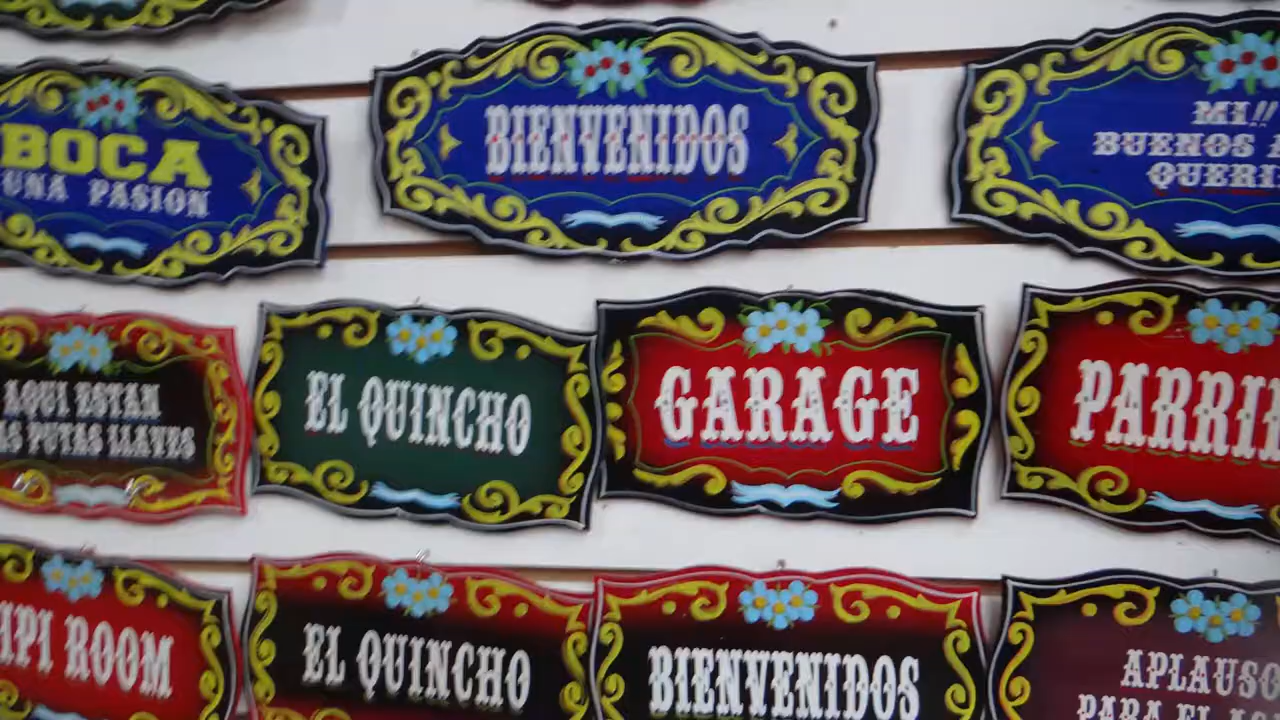 BOCA
UNA PASION
BIENVENIDOS
MI!!
BUENOS
QUERI
AQUI ESTAN
AS PUTAS LLAVES
EL QUINCHO
GARAGE
PARRI
API ROOM
EL QUINCHO
BIENVENIDOS
APLAUSO
PARA EL